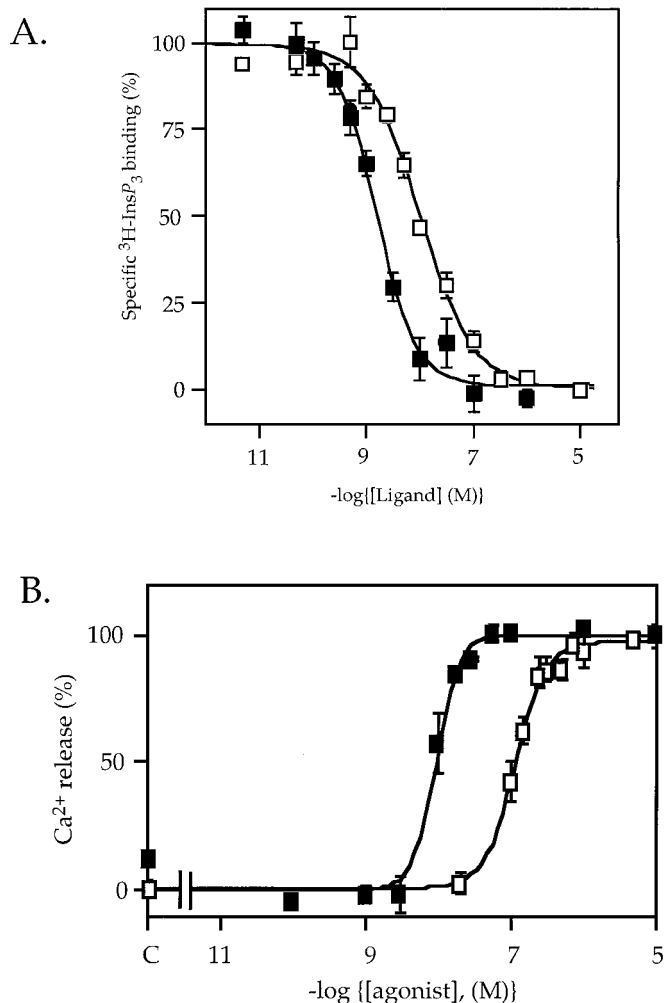 A.
Specific ³H-InsP₃ binding (%)
100
75
50
25
0
11 9 7 5
-log{[Ligand] (M)}
B.
Ca²⁺ release (%)
100
50
0
C 11 9 7 5
-log {[agonist], (M)}